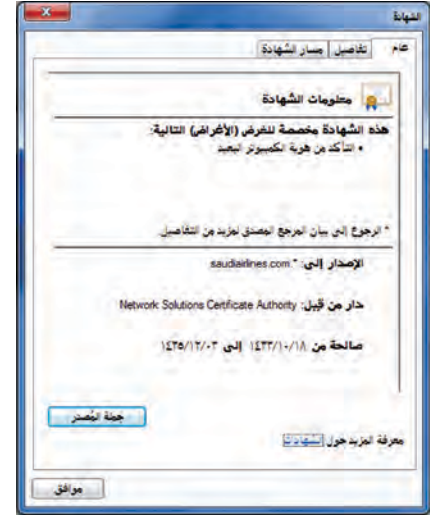 الشهادة
عام تفاصيل مسار الشهادة
معلومات الشهادة
هذه الشهادة مخصصة للغرض (الأغراض) التالية:
• التأكد من هوية الكمبيوتر البعيد
* الرجوع إلى بيان المرجع المصدق لمزيد من التفاصيل
الإصدار إلى: *.saudiairlines.com
دار من قبل: Network Solutions Certificate Authority
صالحة من ١٤٣٣/١٠/١٨ إلى ١٤٣٥/١٢/٠٣
جملة المُصدر
معرفة المزيد حول الشهادات
موافق